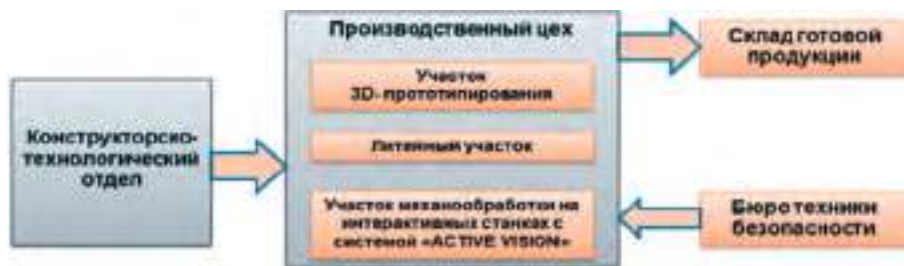 Конструкторско-
технологический
отдел
Производственный цех
Участок
3D- прототипирования
Литейный участок
Участок механообработки на
интерактивных станках с
системой «ACTIVE VISION»
Склад готовой
продукции
Бюро техники
безопасности